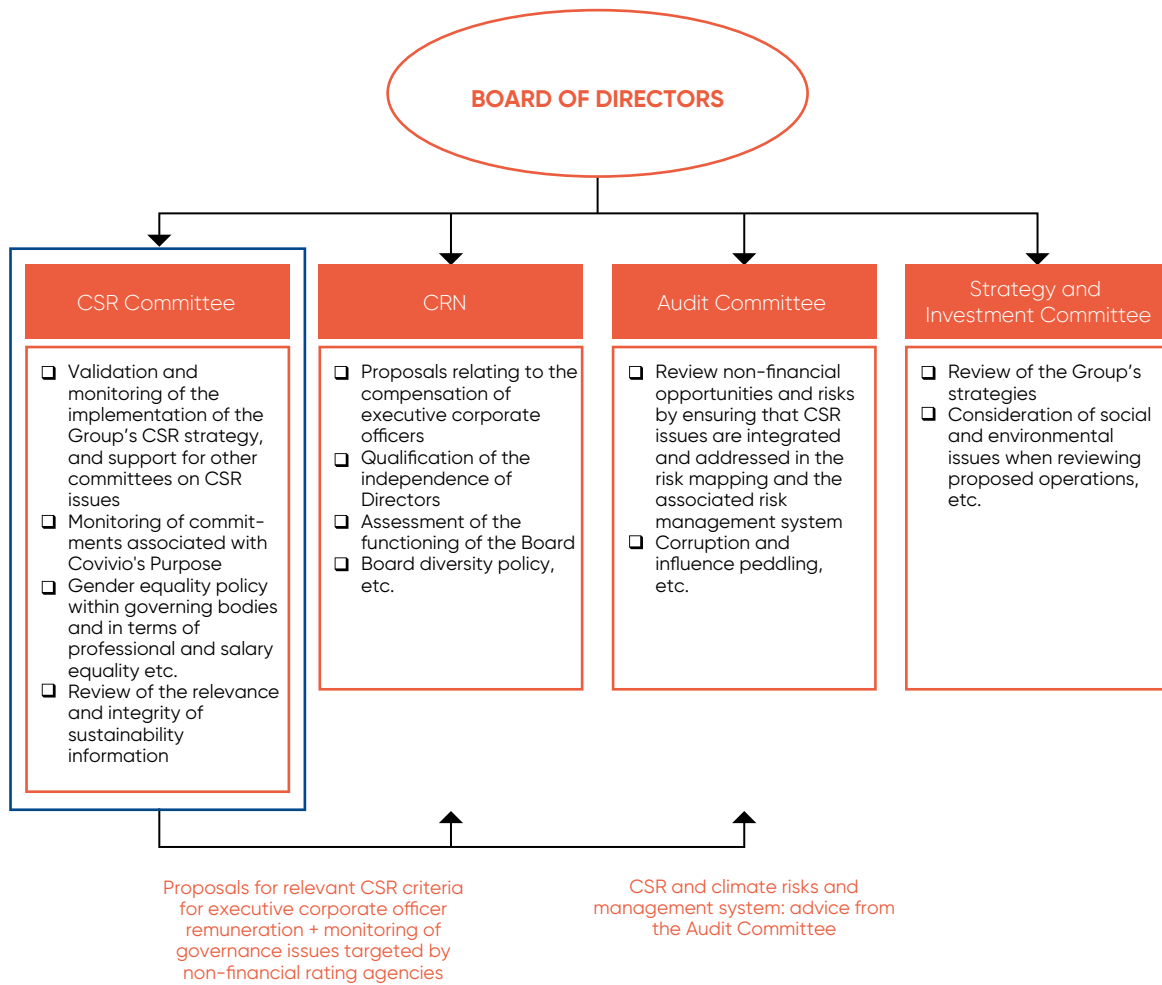 BOARD OF DIRECTORS
CSR Committee
Validation and
monitoring of the
implementation of the
Group's CSR strategy,
and support for other
committees on CSR
issues
Monitoring of commit-
ments associated with
Covivio's Purpose
Gender equality policy
within governing bodies
and in terms of
professional and salary
equality etc.
Review of the relevance
and integrity of
sustainability
information
CRN
Proposals relating to the
compensation of
executive corporate
officers
Qualification of the
independence of
Directors
Assessment of the
functioning of the Board
Board diversity policy,
etc.
Audit Committee
Review non-financial
opportunities and risks
by ensuring that CSR
issues are integrated
and addressed in the
risk mapping and the
associated risk
management system
Corruption and
influence peddling,
etc.
Strategy and
Investment Committee
Review of the Group's
strategies
Consideration of social
and environmental
issues when reviewing
proposed operations,
etc.
Proposals for relevant CSR criteria
for executive corporate officer
remuneration + monitoring of
governance issues targeted by
non-financial rating agencies
CSR and climate risks and
management system: advice from
the Audit Committee